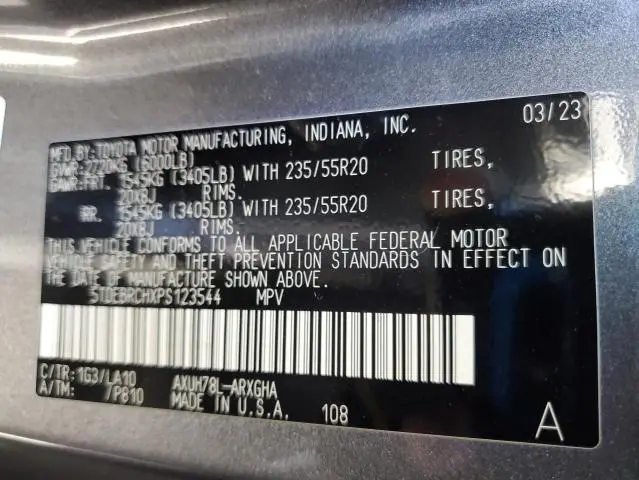 03/23
MFD.BY:TOYOTA MOTOR MANUFACTURING, INDIANA, INC.
GVWR:2720KG (6000LB)
GAWR:FRT. 1545KG (3405LB) WITH 235/55R20 TIRES,
20X8J RIMS.
RR. 1545KG (3405LB) WITH 235/55R20 TIRES,
20X8J RIMS.
THIS VEHICLE CONFORMS TO ALL APPLICABLE FEDERAL MOTOR
VEHICLE SAFETY AND THEFT PREVENTION STANDARDS IN EFFECT ON
THE DATE OF MANUFACTURE SHOWN ABOVE.
5TDEBRCHXPS123544 MPV
C/TR:1G3/LA10 AXUH78L-ARXGHA
A/TM: /P810 MADE IN U.S.A. 108
A